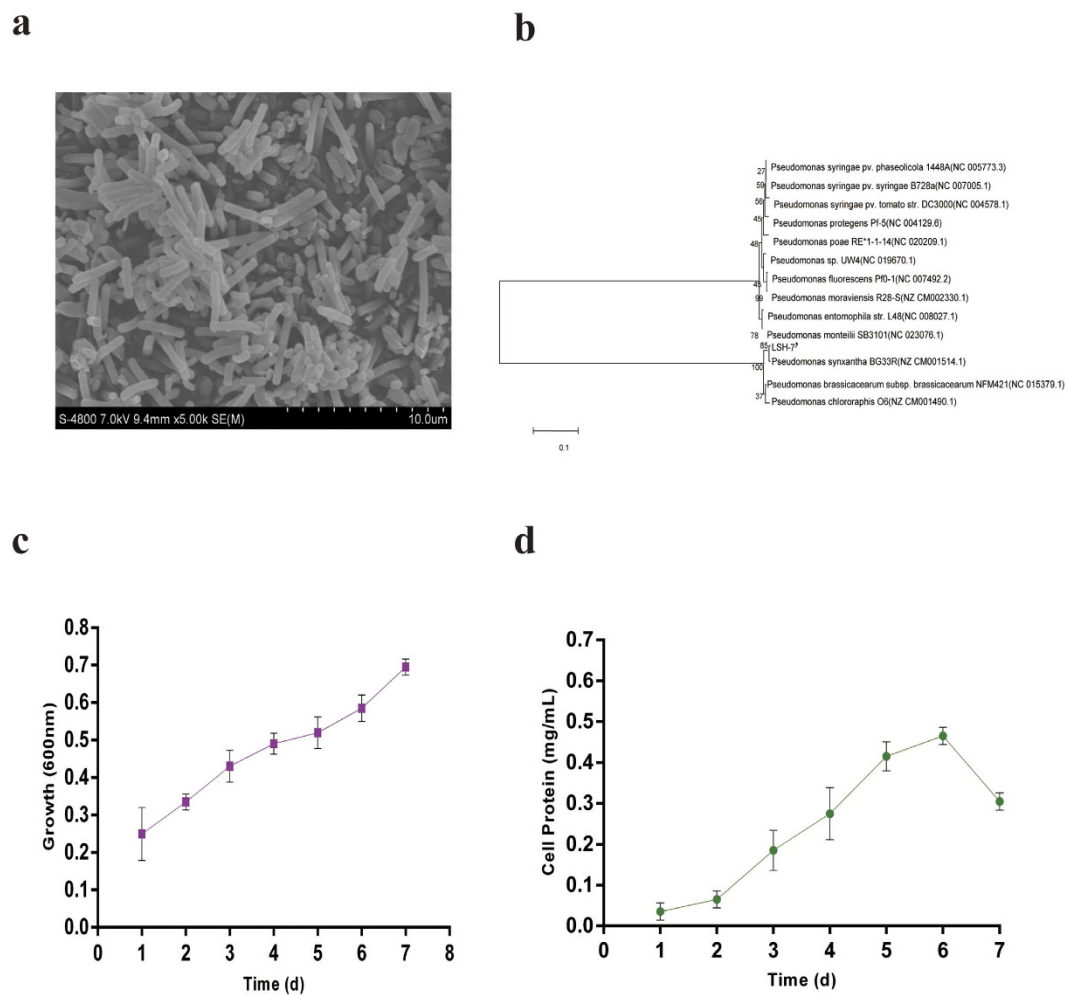 a
b
S-4800 7.0kV 9.4mm x5.00k SE(M)
10.0um
Pseudomonas syringae pv. phaseolicola 1448A(NC 005773.3)
27
Pseudomonas syringae pv. syringae B728a(NC 007005.1)
59
Pseudomonas syringae pv. tomato str. DC3000(NC 004578.1)
56
Pseudomonas protegens Pf-5(NC 004129.6)
45
Pseudomonas poae RE*1-1-14(NC 020209.1)
48
Pseudomonas sp. UW4(NC 019670.1)
Pseudomonas fluorescens Pf0-1(NC 007492.2)
45
Pseudomonas moraviensis R28-S(NZ CM002330.1)
99
Pseudomonas entomophila str. L48(NC 008027.1)
Pseudomonas monteilii SB3101(NC 023076.1)
78
85
LSH-7'
Pseudomonas synxantha BG33R(NZ CM001514.1)
100
Pseudomonas brassicacearum subsp. brassicacearum NFM421(NC 015379.1)
37
Pseudomonas chlororaphis O6(NZ CM001490.1)
0.1
c
d
Growth (600nm)
0.8
0.7
0.6
0.5
0.4
0.3
0.2
0.1
0.0
0 1 2 3 4 5 6 7 8
Time (d)
Cell Protein (mg/mL)
0.7
0.6
0.5
0.4
0.3
0.2
0.1
0.0
0 1 2 3 4 5 6 7
Time (d)